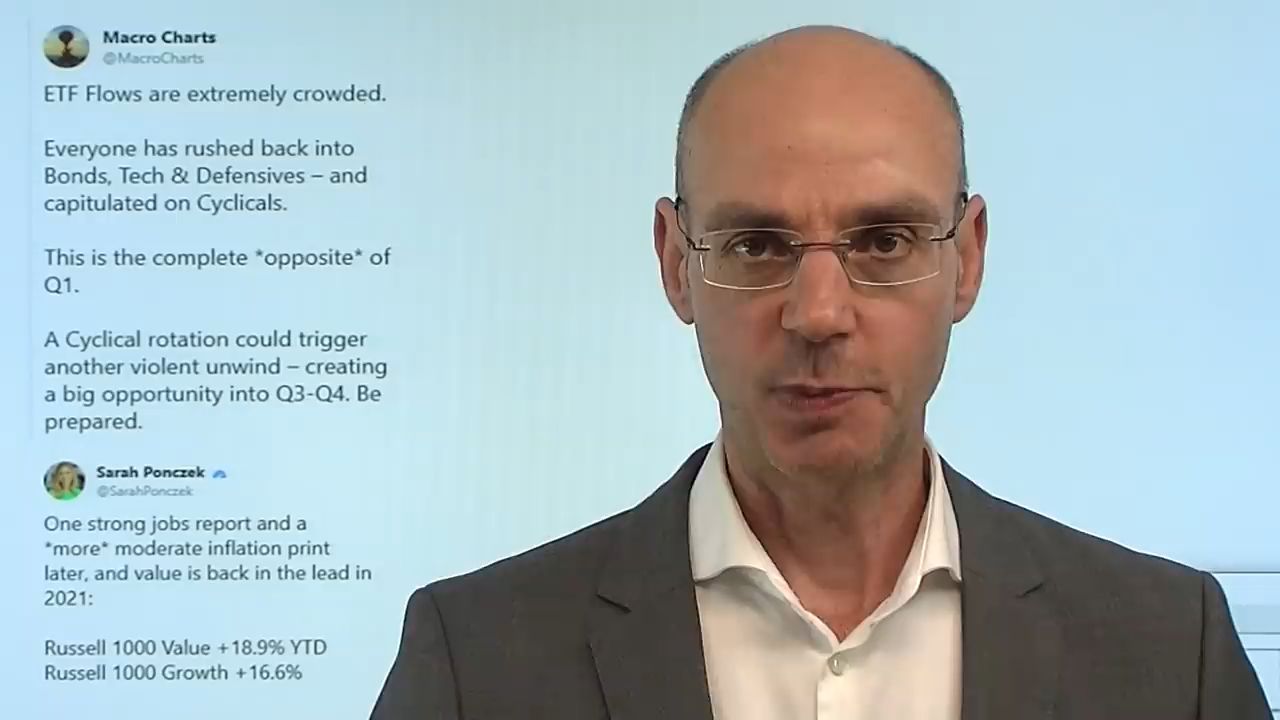 Macro Charts
@MacroCharts
ETF Flows are extremely crowded.
Everyone has rushed back into
Bonds, Tech & Defensives – and
capitulated on Cyclicals.
This is the complete *opposite* of
Q1.
A Cyclical rotation could trigger
another violent unwind – creating
a big opportunity into Q3-Q4. Be
prepared.
Sarah Ponczek
@SarahPonczek
One strong jobs report and a
*more* moderate inflation print
later, and value is back in the lead in
2021:
Russell 1000 Value +18.9% YTD
Russell 1000 Growth +16.6%